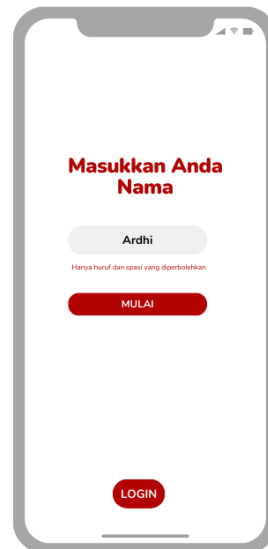 Masukkan Anda
Nama
Ardhi
Hanya huruf dan spasi yang diperbolehkan
MULAI
LOGIN